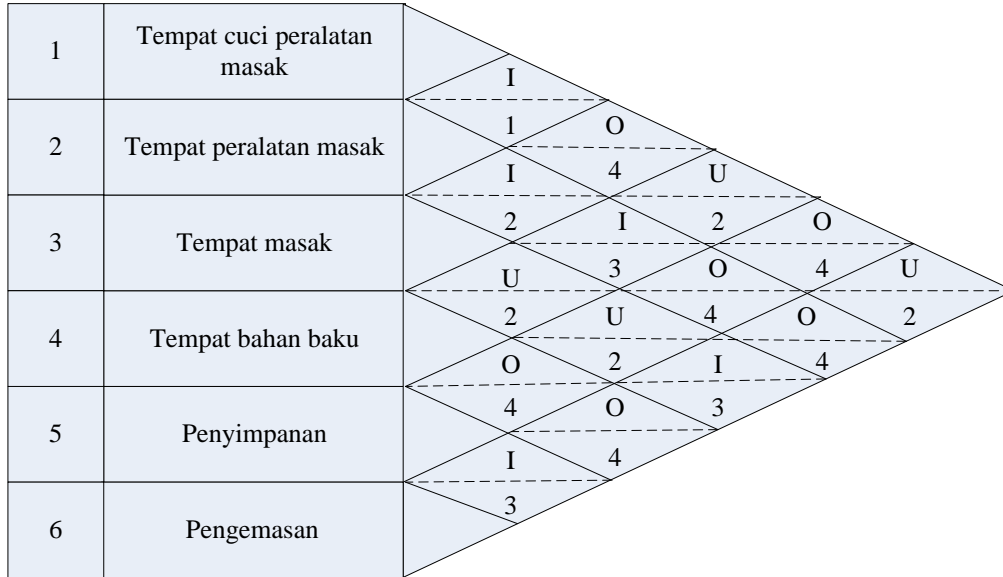 1
Tempat cuci peralatan
masak
I
1
O
2
Tempat peralatan masak
4
I
U
2
I
2
O
3
Tempat masak
3
O
4
U
U
2
U
4
O
2
4
Tempat bahan baku
O
2
I
4
4
O
3
5
Penyimpanan
I
4
3
6
Pengemasan